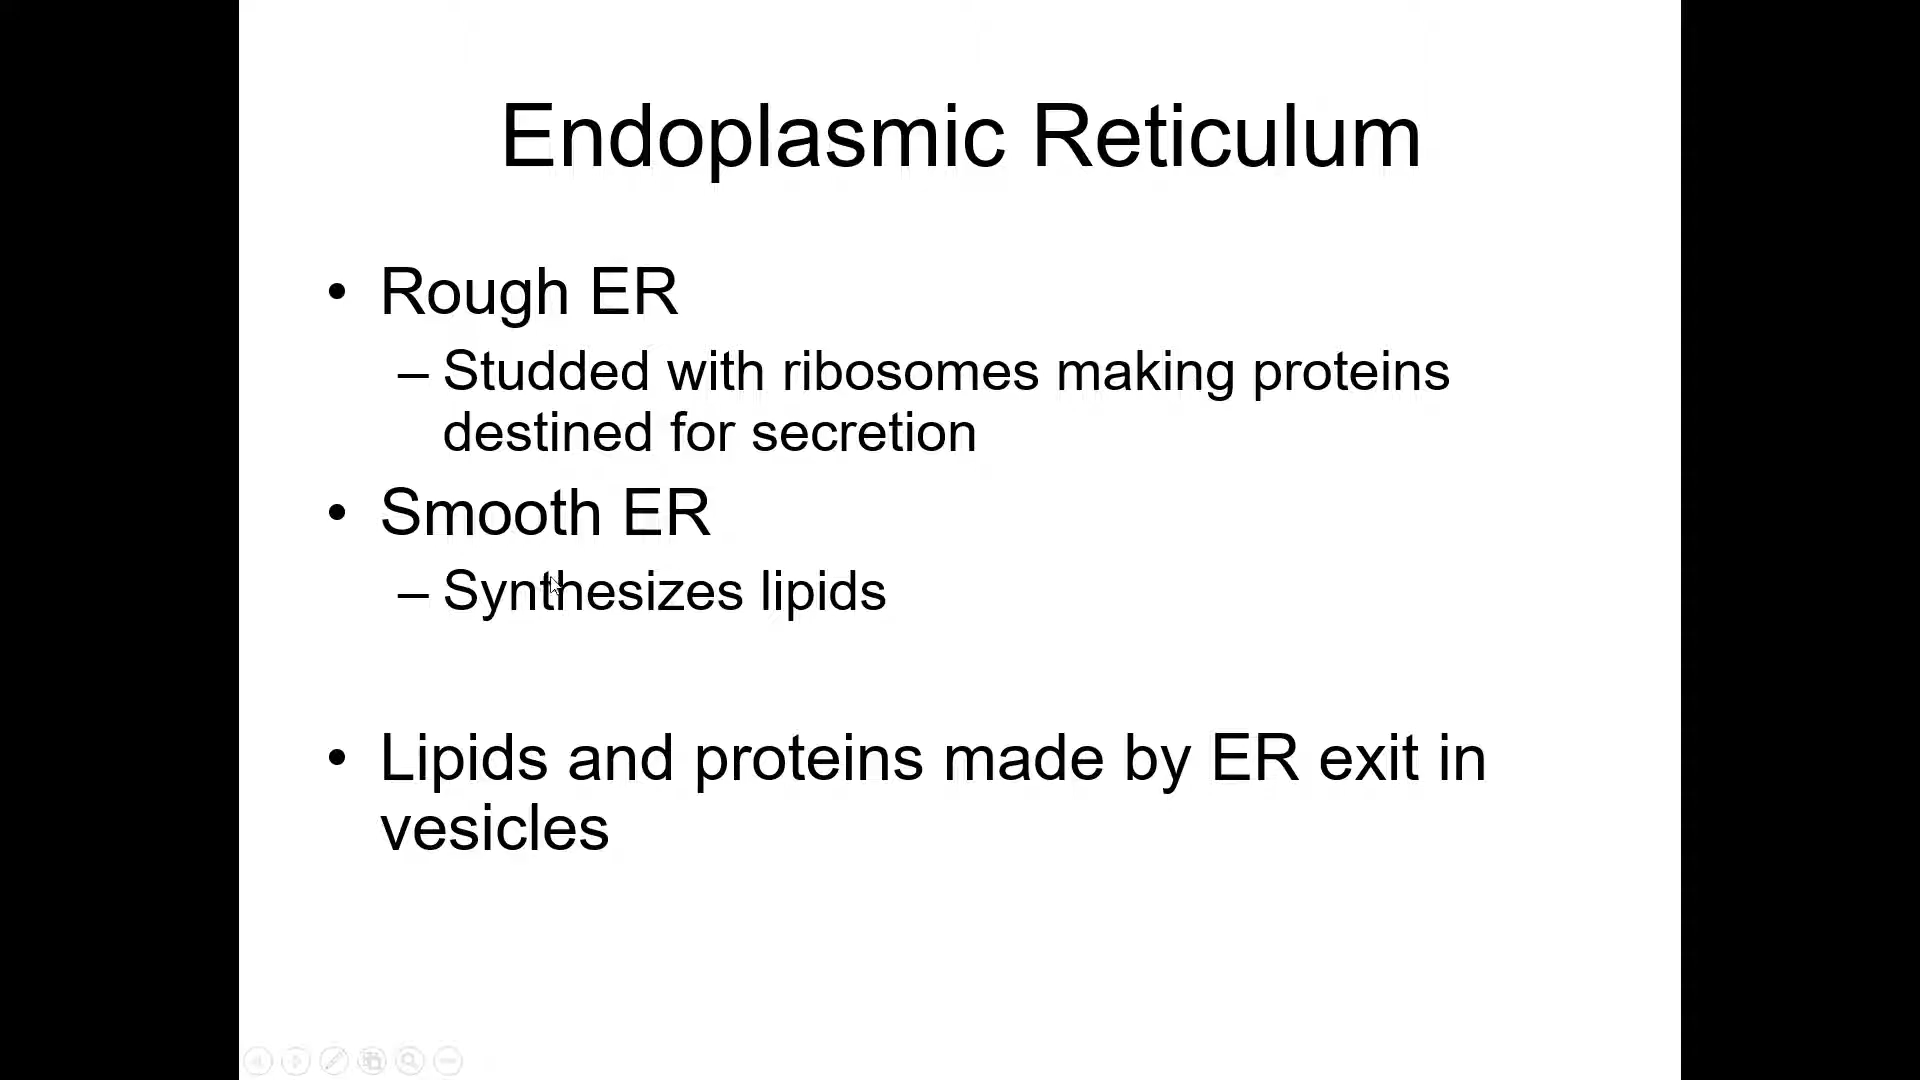 Endoplasmic Reticulum
• Rough ER
– Studded with ribosomes making proteins
destined for secretion
• Smooth ER
– Synthesizes lipids
• Lipids and proteins made by ER exit in
vesicles